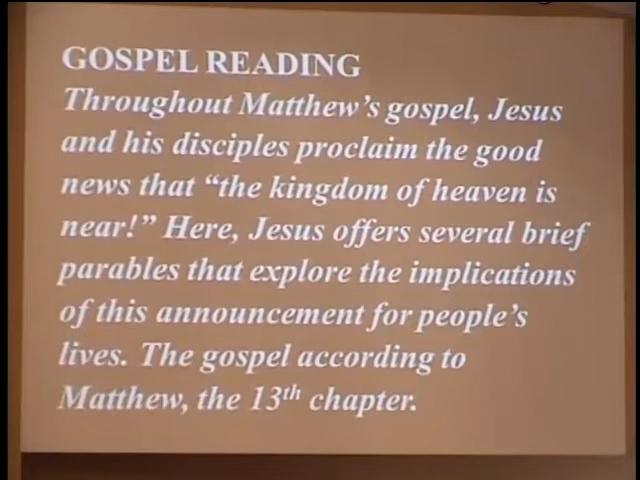 GOSPEL READING
Throughout Matthew’s gospel, Jesus
and his disciples proclaim the good
news that “the kingdom of heaven is
near!” Here, Jesus offers several brief
parables that explore the implications
of this announcement for people’s
lives. The gospel according to
Matthew, the 13th chapter.